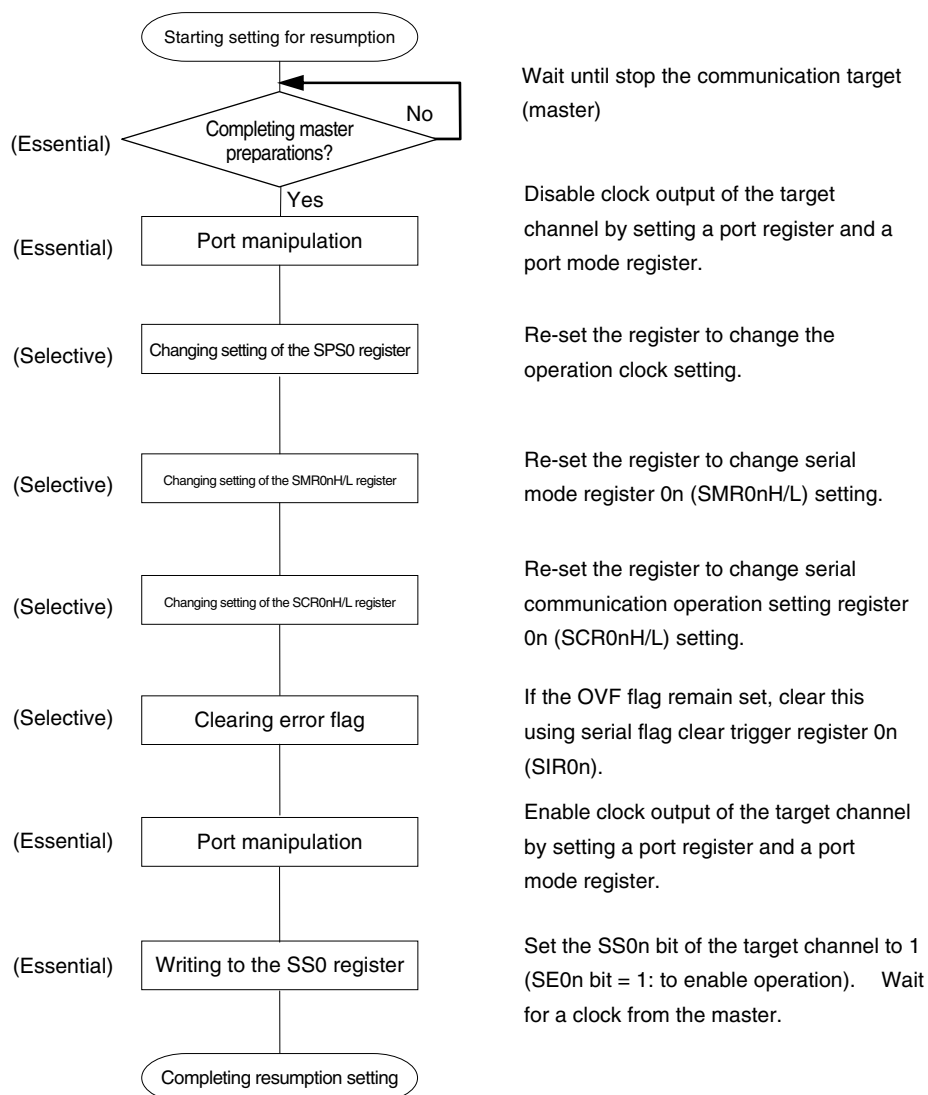 Starting setting for resumption
Wait until stop the communication target
(master)
No
(Essential)
Completing master
preparations?
Yes
Disable clock output of the target
channel by setting a port register and a
port mode register.
(Essential)
Port manipulation
(Selective)
Changing setting of the SPS0 register
Re-set the register to change the
operation clock setting.
(Selective)
Changing setting of the SMR0nH/L register
Re-set the register to change serial
mode register 0n (SMR0nH/L) setting.
(Selective)
Changing setting of the SCR0nH/L register
Re-set the register to change serial
communication operation setting register
0n (SCR0nH/L) setting.
(Selective)
Clearing error flag
If the OVF flag remain set, clear this
using serial flag clear trigger register 0n
(SIR0n).
(Essential)
Port manipulation
Enable clock output of the target channel
by setting a port register and a port
mode register.
(Essential)
Writing to the SS0 register
Set the SS0n bit of the target channel to 1
(SE0n bit = 1: to enable operation). Wait
for a clock from the master.
Completing resumption setting